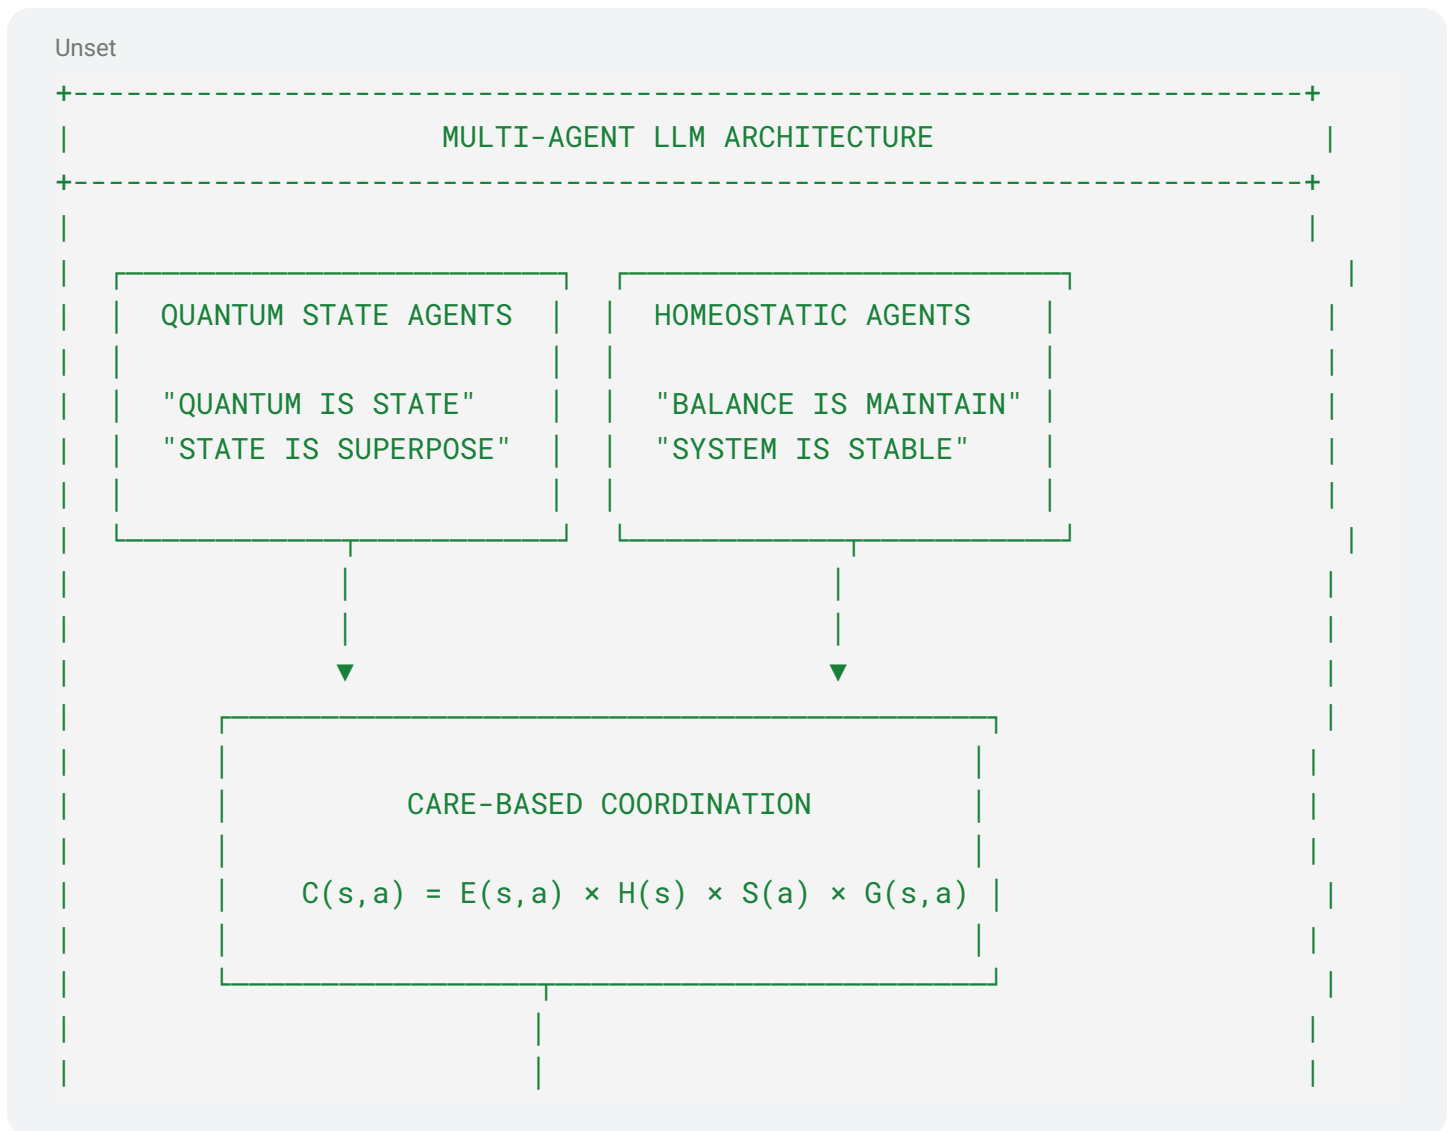 Unset
MULTI-AGENT LLM ARCHITECTURE
QUANTUM STATE AGENTS HOMEOSTATIC AGENTS
"QUANTUM IS STATE" "BALANCE IS MAINTAIN"
"STATE IS SUPERPOSE" "SYSTEM IS STABLE"
CARE-BASED COORDINATION
C(s,a) = E(s,a) × H(s) × S(a) × G(s,a)